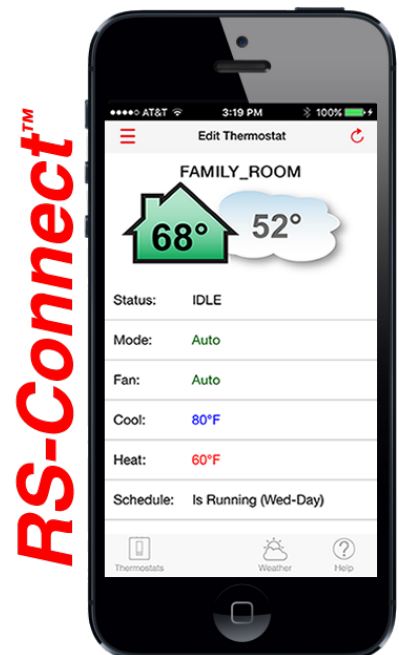 RS-Connect™
●●●●○ AT&T 3:19 PM 100%
Edit Thermostat
FAMILY_ROOM
68° 52°
Status: IDLE
Mode: Auto
Fan: Auto
Cool: 80°F
Heat: 60°F
Schedule: Is Running (Wed-Day)
Thermostats Weather Help